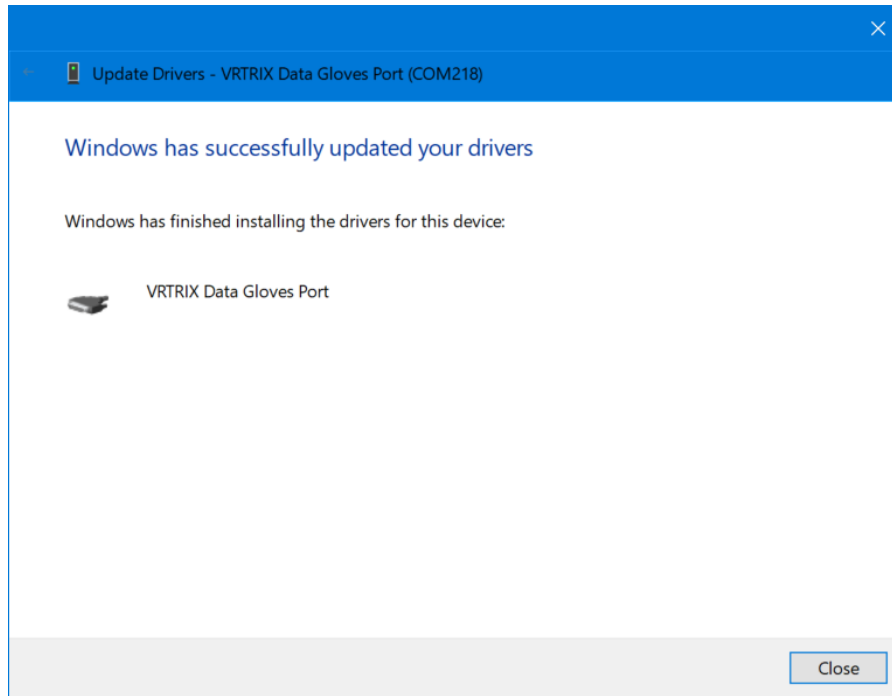 Update Drivers - VRTRIX Data Gloves Port (COM218)
Windows has successfully updated your drivers
Windows has finished installing the drivers for this device:
VRTRIX Data Gloves Port
Close